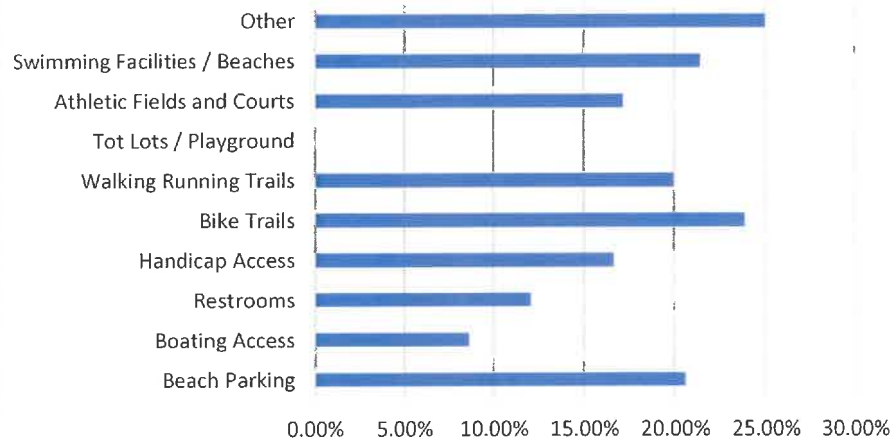 Other
Swimming Facilities / Beaches
Athletic Fields and Courts
Tot Lots / Playground
Walking Running Trails
Bike Trails
Handicap Access
Restrooms
Boating Access
Beach Parking
0.00% 5.00% 10.00% 15.00% 20.00% 25.00% 30.00%